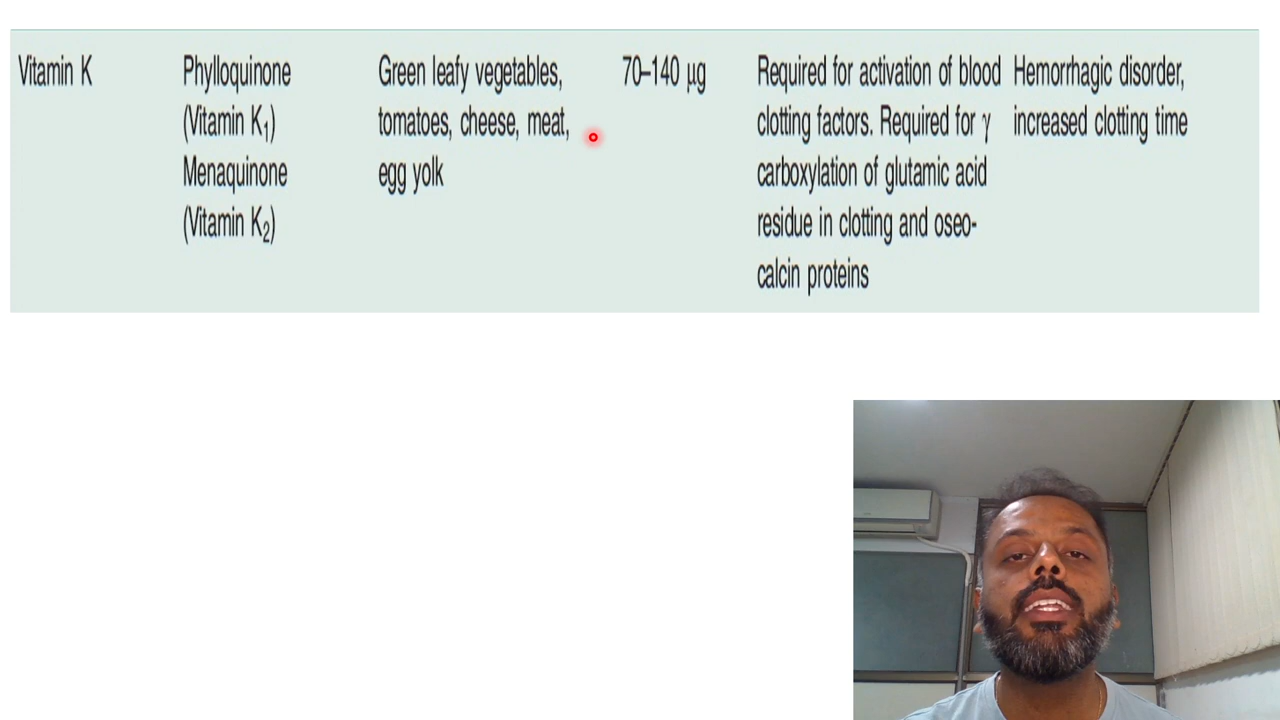 Vitamin K
Phylloquinone
(Vitamin K₁)
Menaquinone
(Vitamin K₂)
Green leafy vegetables,
tomatoes, cheese, meat,
egg yolk
70–140 µg
Required for activation of blood
clotting factors. Required for γ
carboxylation of glutamic acid
residue in clotting and oseo-
calcin proteins
Hemorrhagic disorder,
increased clotting time